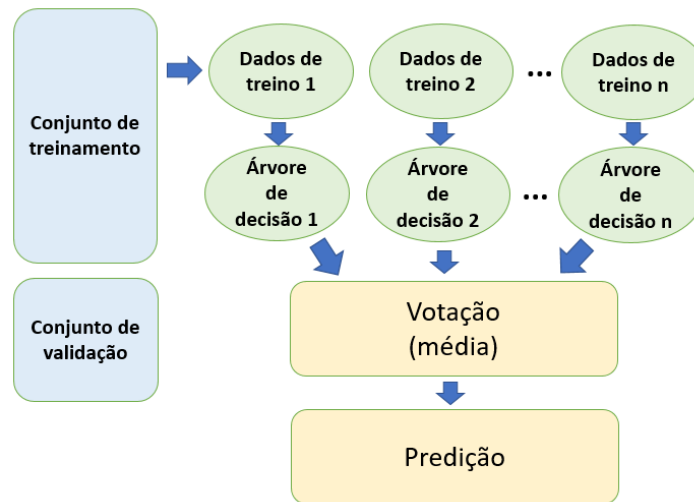 Conjunto de
treinamento
Dados de
treino 1
Dados de
treino 2
...
Dados de
treino n
Árvore
de
decisão 1
Árvore
de
decisão 2
...
Árvore
de
decisão n
Conjunto de
validação
Votação
(média)
Predição